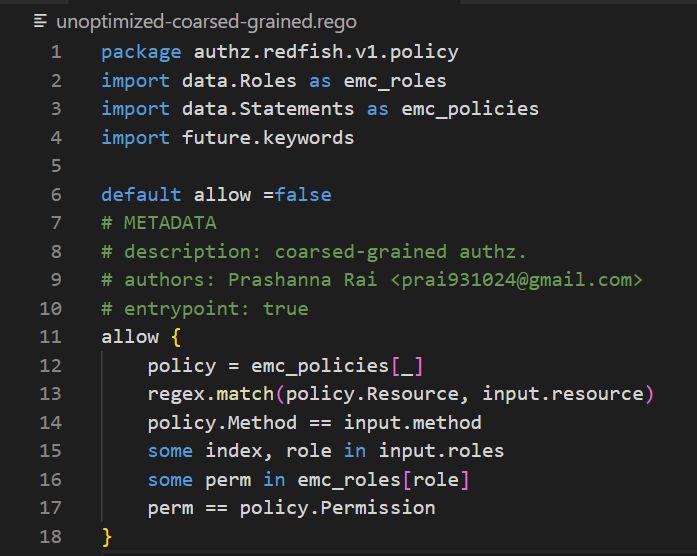 unoptimized-coarsed-grained.rego
1 package authz.redfish.v1.policy
2 import data.Roles as emc_roles
3 import data.Statements as emc_policies
4 import future.keywords
5
6 default allow =false
7 # METADATA
8 # description: coarsed-grained authz.
9 # authors: Prashanna Rai <prai931024@gmail.com>
10 # entrypoint: true
11 allow {
12     policy = emc_policies[_]
13     regex.match(policy.Resource, input.resource)
14     policy.Method == input.method
15     some index, role in input.roles
16     some perm in emc_roles[role]
17     perm == policy.Permission
18 }